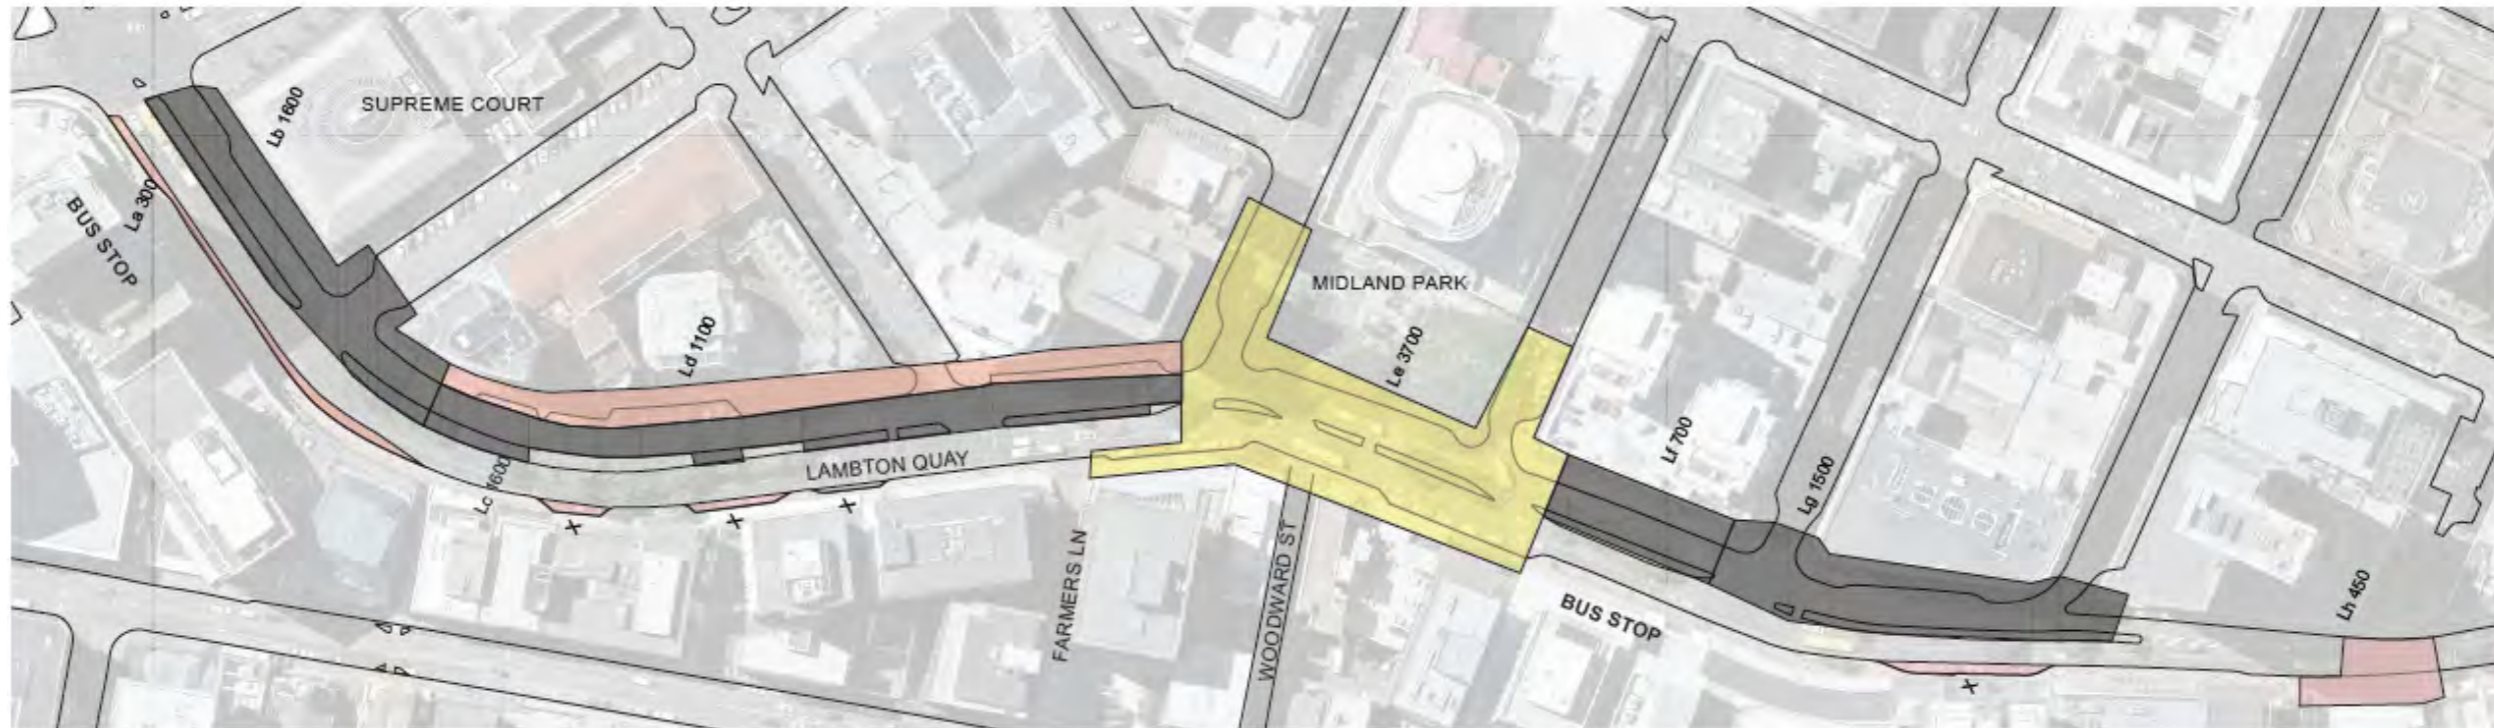 Lb 1600
SUPREME COURT
La 300
BUS STOP
MIDLAND PARK
Ld 1100
Le 3700
Lf 700
Lc 1600
LAMBTON QUAY
Lg 1500
X
X
X
FARMERS LN
WOODWARD ST
BUS STOP
Lh 450
X